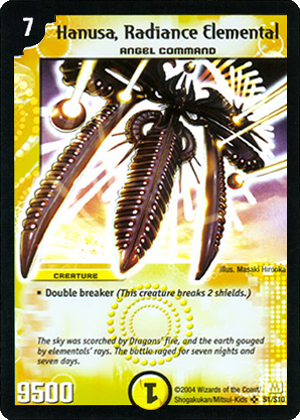 7
Hanusa, Radiance Elemental
ANGEL COMMAND
illus. Masaki Hirooka
CREATURE
■ Double breaker (This creature breaks 2 shields.)
The sky was scorched by Dragons' fire, and the earth gouged
by elementals' rays. The battle raged for seven nights and
seven days.
9500
1
©2004 Wizards of the Coast/
Shogakukan/Mitsui-Kids S1/S10